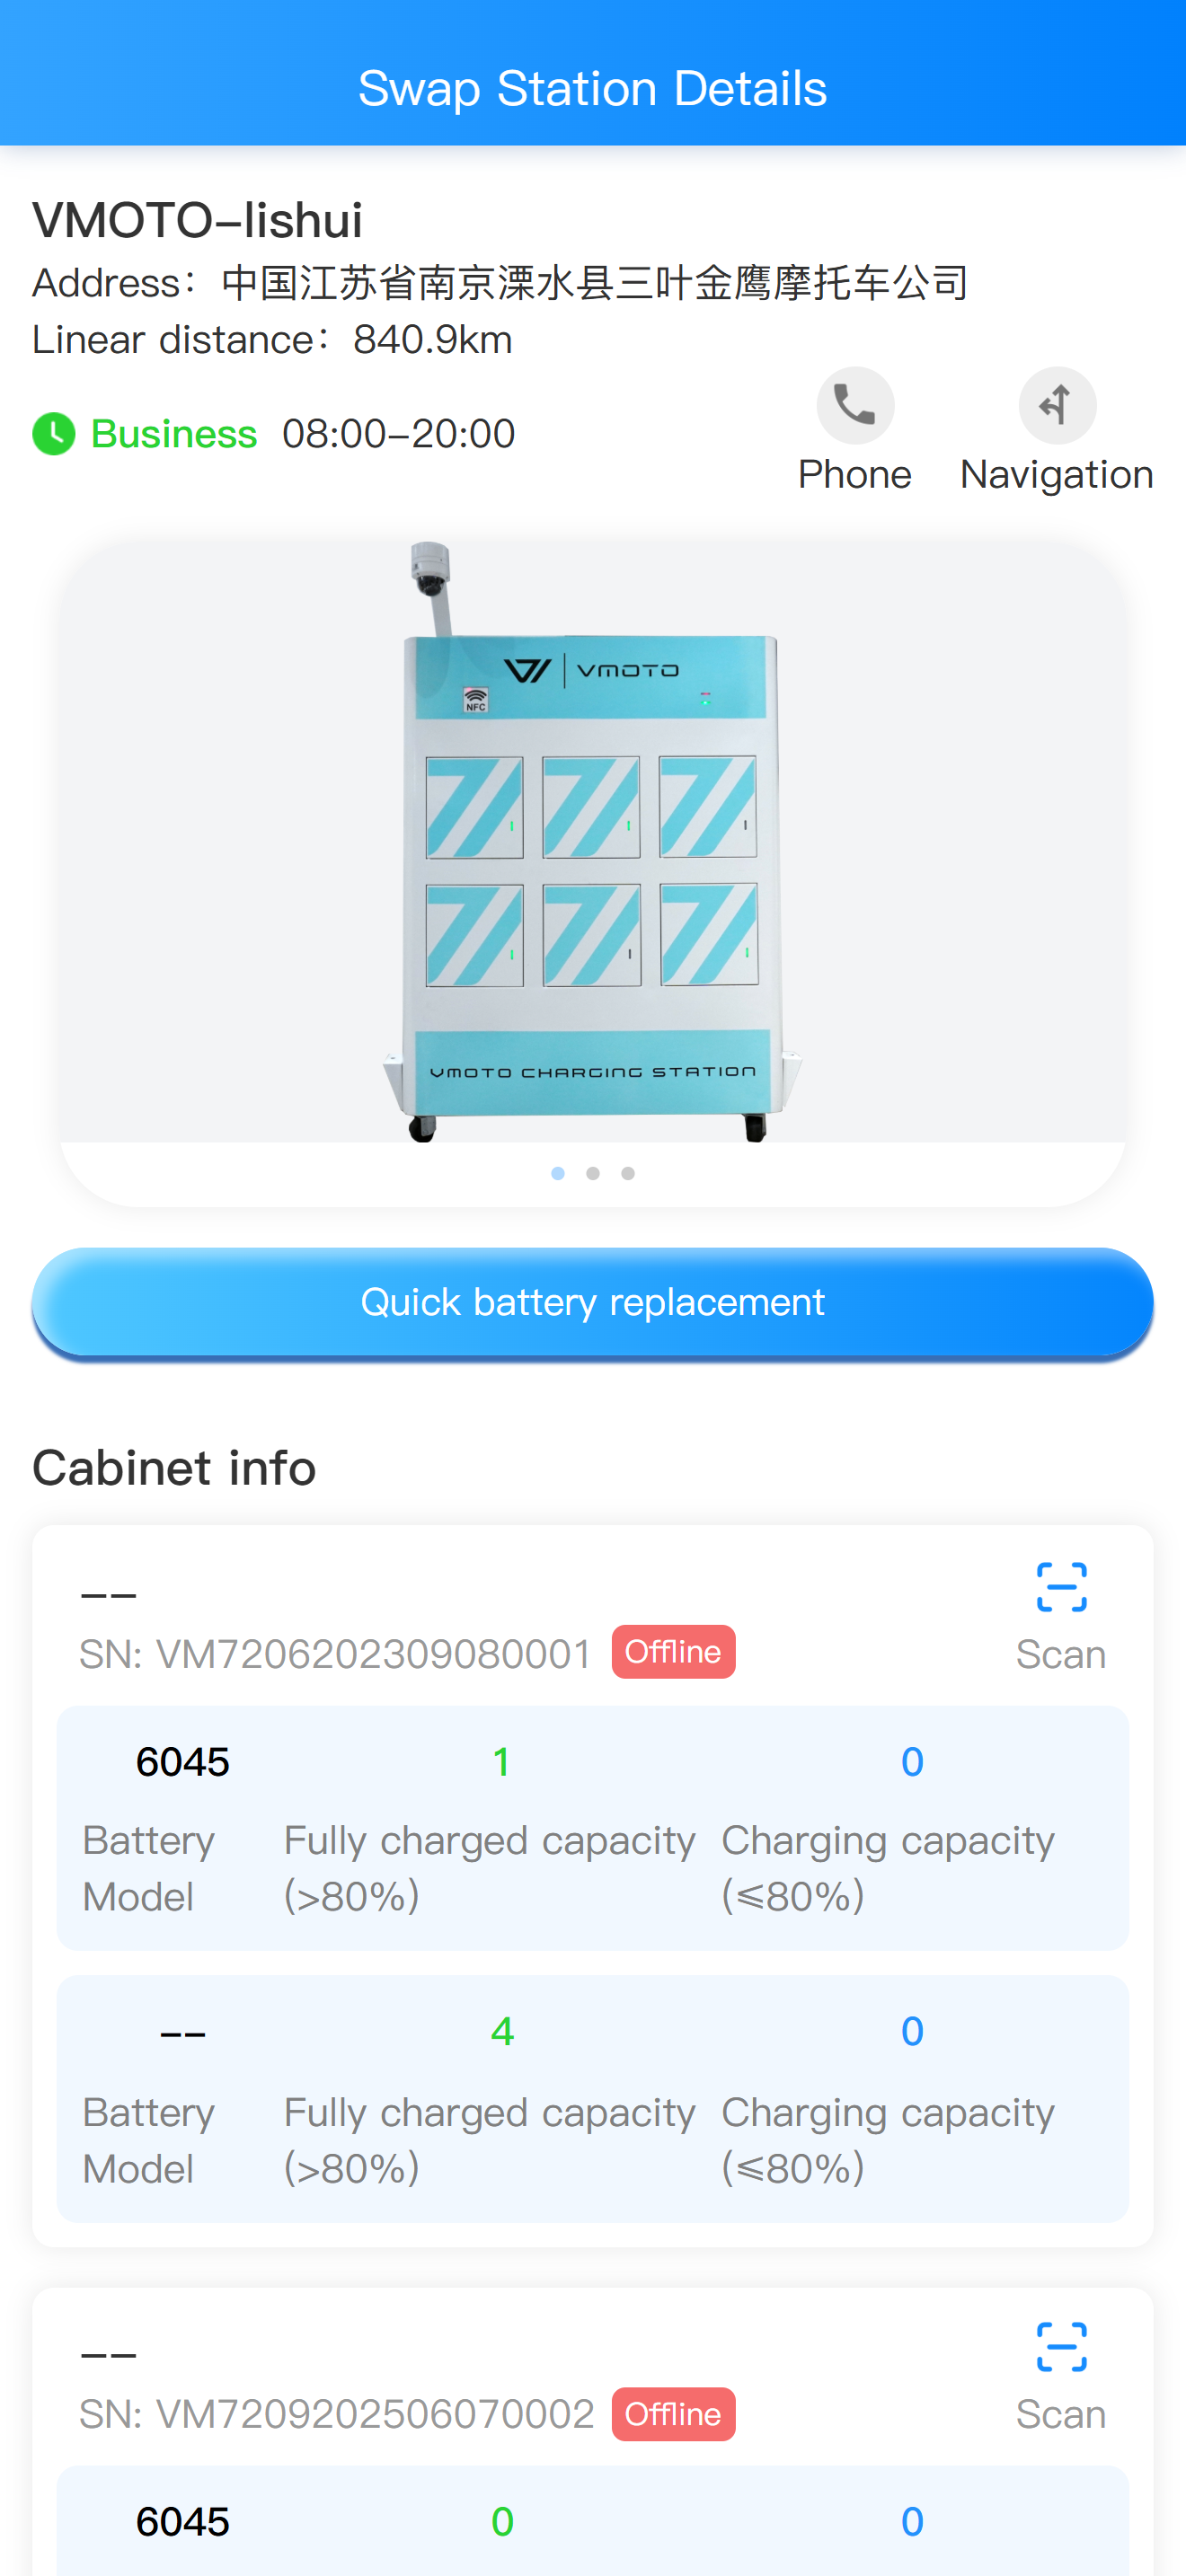 Swap Station Details
VMOTO-lishui
Address：中国江苏省南京溧水县三叶金鹰摩托车公司
Linear distance：840.9km
Business 08:00-20:00
Phone
Navigation
VMOTO
NFC
VMOTO CHARGING STATION
Quick battery replacement
Cabinet info
--
SN: VM7206202309080001 Offline
Scan
6045 1 0
Battery Model
Fully charged capacity (>80%)
Charging capacity (≤80%)
-- 4 0
Battery Model
Fully charged capacity (>80%)
Charging capacity (≤80%)
--
SN: VM7209202506070002 Offline
Scan
6045 0 0